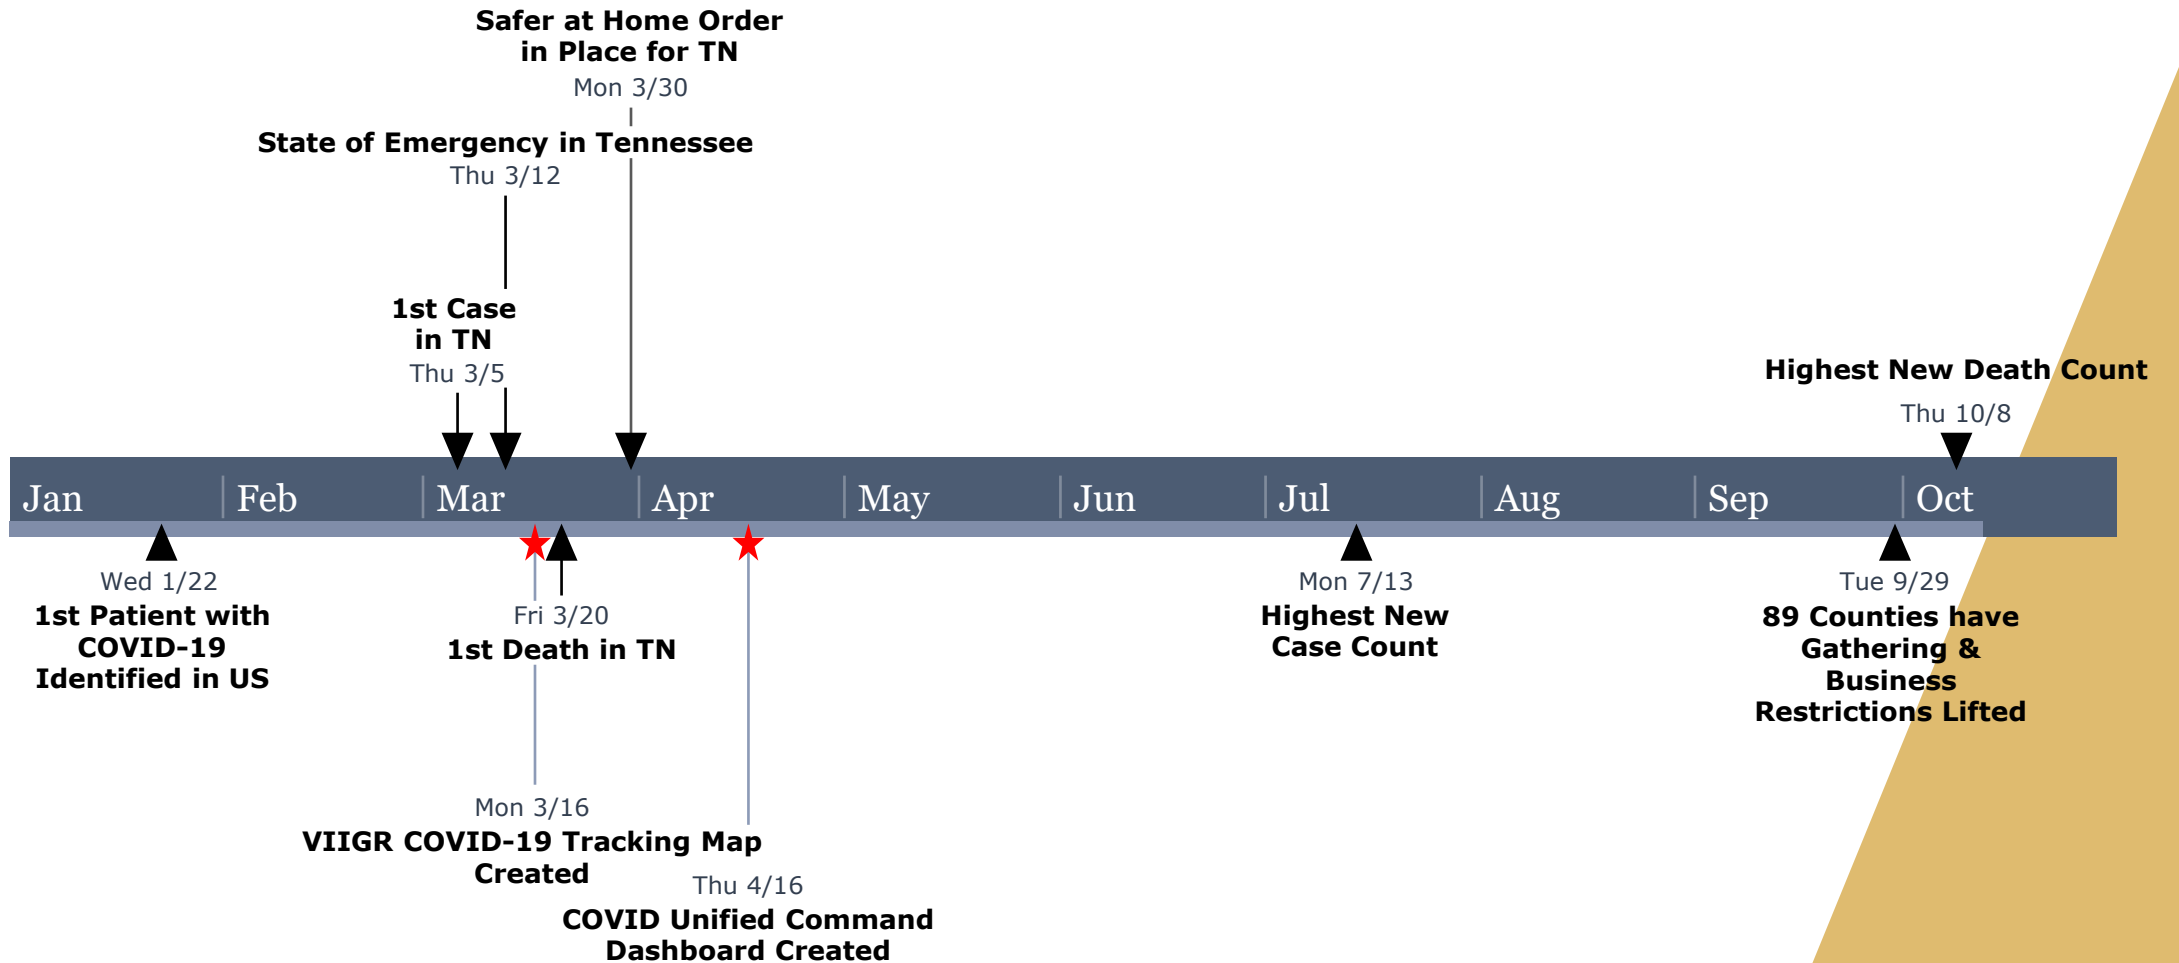 Safer at Home Order
in Place for TN
Mon 3/30
State of Emergency in Tennessee
Thu 3/12
1st Case
in TN
Thu 3/5
Highest New Death Count
Thu 10/8
Jan Feb Mar Apr May Jun Jul Aug Sep Oct
Wed 1/22
1st Patient with
COVID-19
Identified in US
Fri 3/20
1st Death in TN
Mon 7/13
Highest New
Case Count
Tue 9/29
89 Counties have
Gathering &
Business
Restrictions Lifted
Mon 3/16
VIIGR COVID-19 Tracking Map
Created
Thu 4/16
COVID Unified Command
Dashboard Created